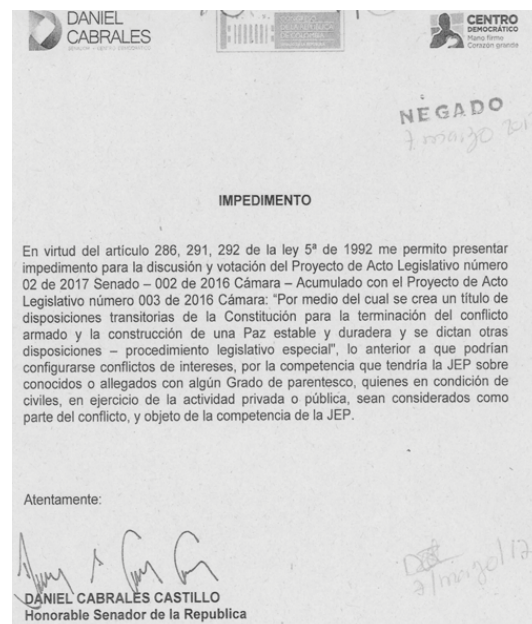 DANIEL
CABRALES
CENTRO
DEMOCRÁTICO
Mano firme
Corazón grande
NEGADO
7 marzo 2017
IMPEDIMENTO
En virtud del artículo 286, 291, 292 de la ley 5ª de 1992 me permito presentar
impedimento para la discusión y votación del Proyecto de Acto Legislativo número
02 de 2017 Senado – 002 de 2016 Cámara – Acumulado con el Proyecto de Acto
Legislativo número 003 de 2016 Cámara: "Por medio del cual se crea un título de
disposiciones transitorias de la Constitución para la terminación del conflicto
armado y la construcción de una Paz estable y duradera y se dictan otras
disposiciones – procedimiento legislativo especial", lo anterior a que podrían
configurarse conflictos de intereses, por la competencia que tendría la JEP sobre
conocidos o allegados con algún Grado de parentesco, quienes en condición de
civiles, en ejercicio de la actividad privada o pública, sean considerados como
parte del conflicto, y objeto de la competencia de la JEP.
Atentamente:
7/marzo/17
DANIEL CABRALES CASTILLO
Honorable Senador de la Republica